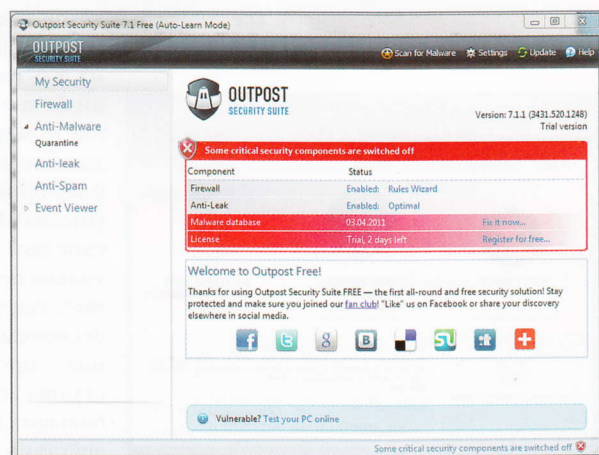 Outpost Security Suite 7.1 Free (Auto-Learn Mode)
OUTPOST
SECURITY SUITE
Scan for Malware Settings Update Help
My Security
Firewall
Anti-Malware
Quarantine
Anti-leak
Anti-Spam
Event Viewer
OUTPOST
SECURITY SUITE
Version: 7.1.1 (3431.520.1248)
Trial version
Some critical security components are switched off
Component Status
Firewall Enabled: Rules Wizard
Anti-Leak Enabled: Optimal
Malware database 03.04.2011 Fix it now...
License Trial, 2 days left Register for free...
Welcome to Outpost Free!
Thanks for using Outpost Security Suite FREE — the first all-round and free security solution! Stay
protected and make sure you joined our fan club! "Like" us on Facebook or share your discovery
elsewhere in social media.
f t g B
Vulnerable? Test your PC online
Some critical security components are switched off